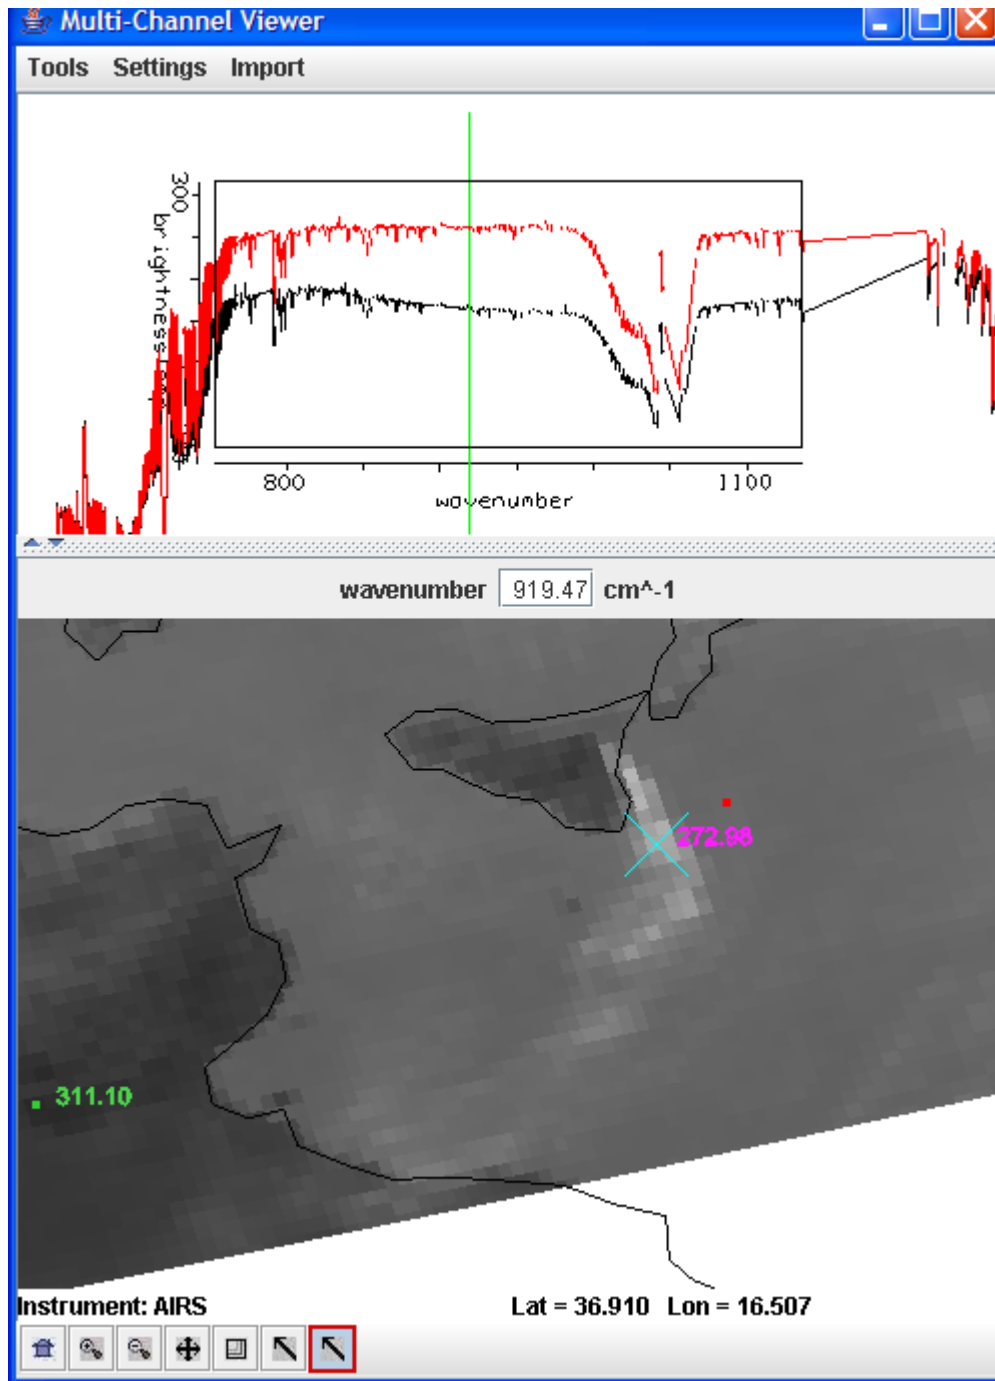 Multi-Channel Viewer
Tools Settings Import
300
brightness
800
1100
wavenumber
wavenumber 919.47 cm^-1
272.98
311.10
Instrument: AIRS
Lat = 36.910 Lon = 16.507